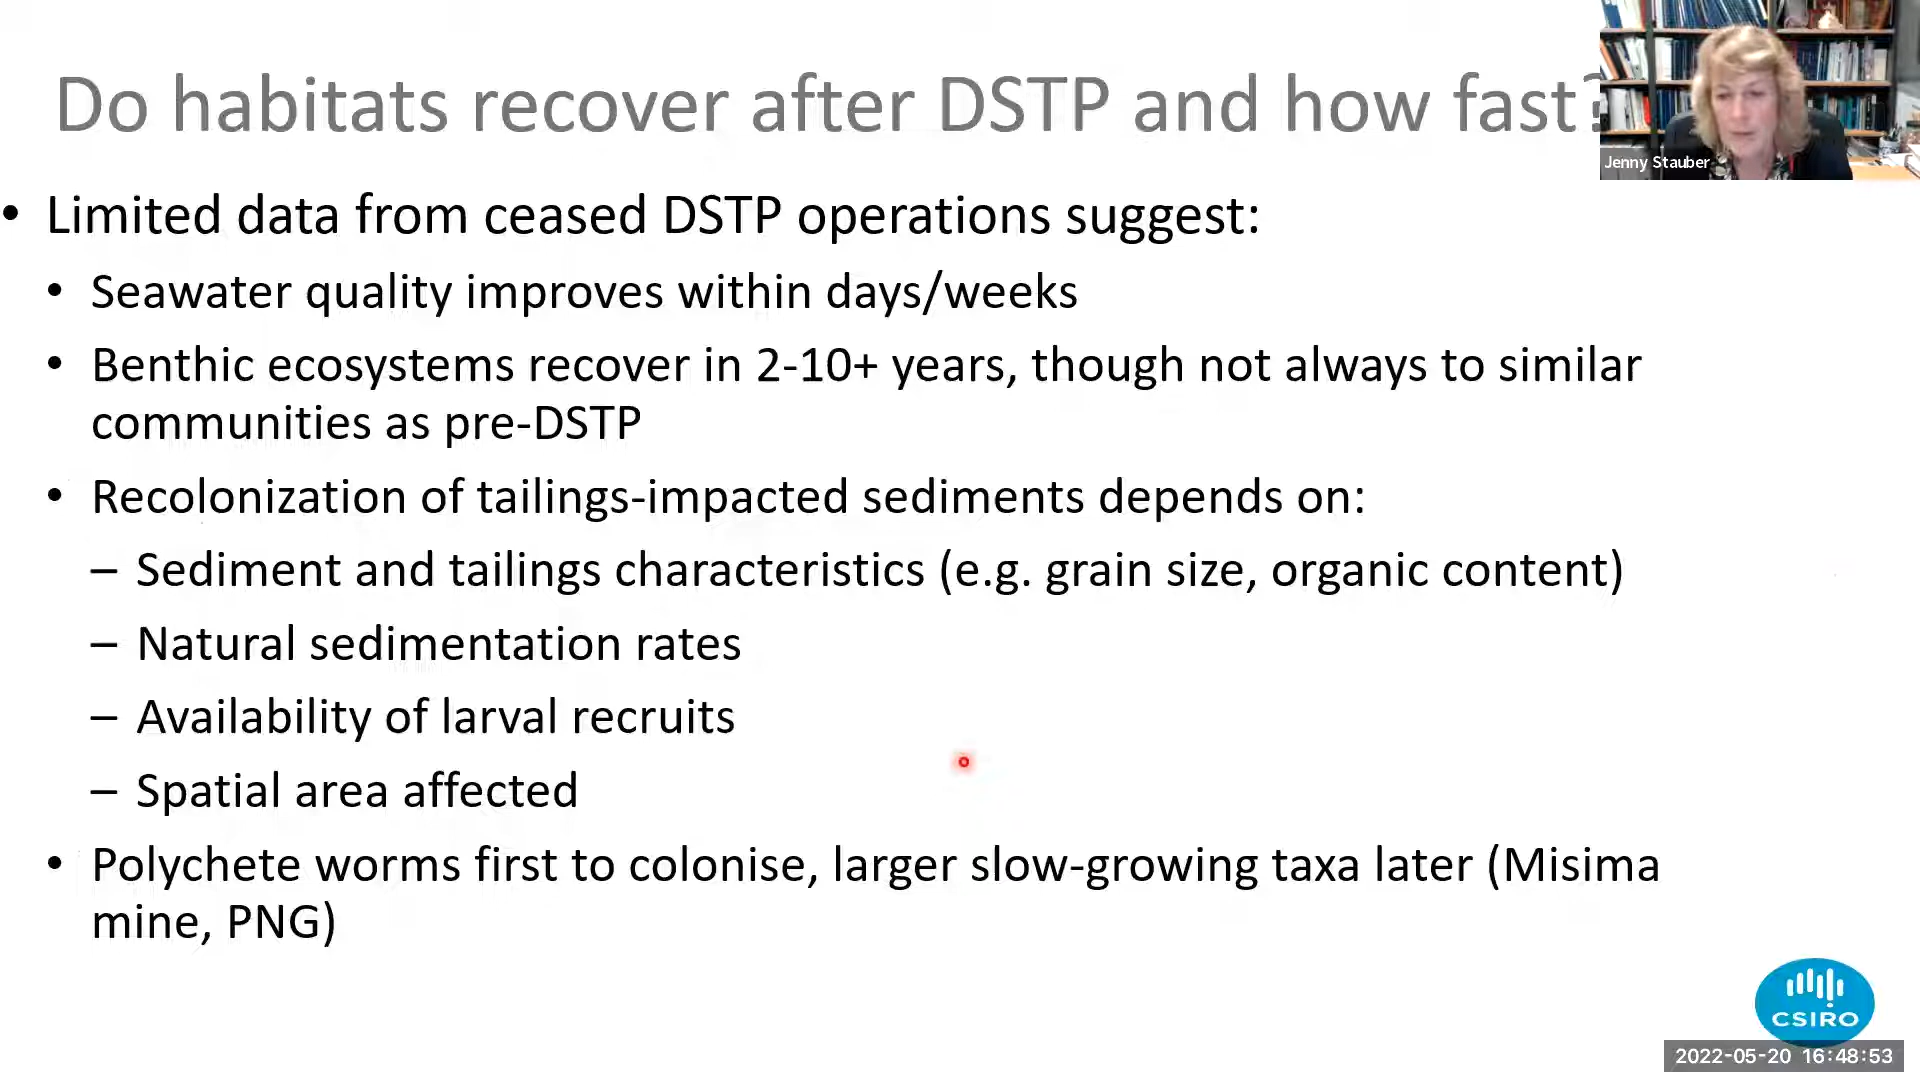 Do habitats recover after DSTP and how fast?
Jenny Stauber
• Limited data from ceased DSTP operations suggest:
• Seawater quality improves within days/weeks
• Benthic ecosystems recover in 2-10+ years, though not always to similar
communities as pre-DSTP
• Recolonization of tailings-impacted sediments depends on:
– Sediment and tailings characteristics (e.g. grain size, organic content)
– Natural sedimentation rates
– Availability of larval recruits
– Spatial area affected
• Polychete worms first to colonise, larger slow-growing taxa later (Misima
mine, PNG)
CSIRO
2022-05-20 16:48:53